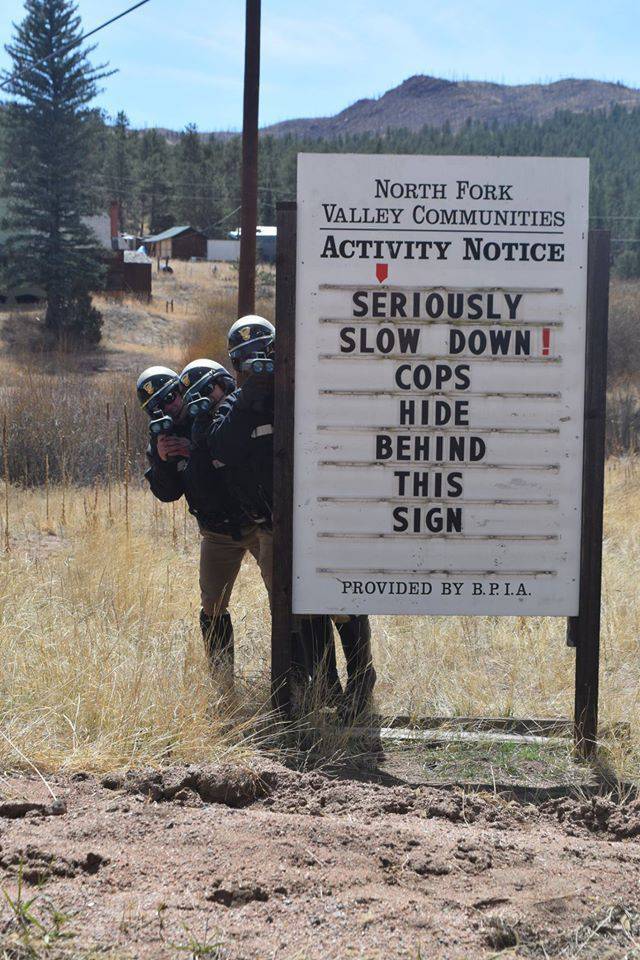 NORTH FORK
VALLEY COMMUNITIES
ACTIVITY NOTICE
SERIOUSLY
SLOW DOWN!
COPS
HIDE
BEHIND
THIS
SIGN
PROVIDED BY B.P.I.A.